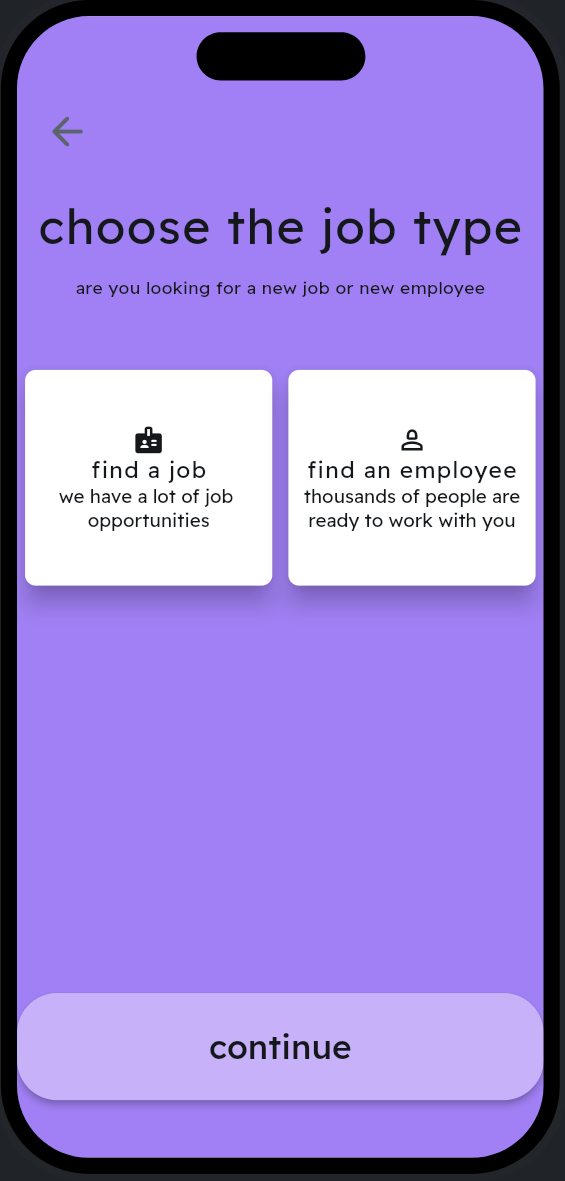 choose the job type
are you looking for a new job or new employee
find a job
we have a lot of job
opportunities
find an employee
thousands of people are
ready to work with you
continue